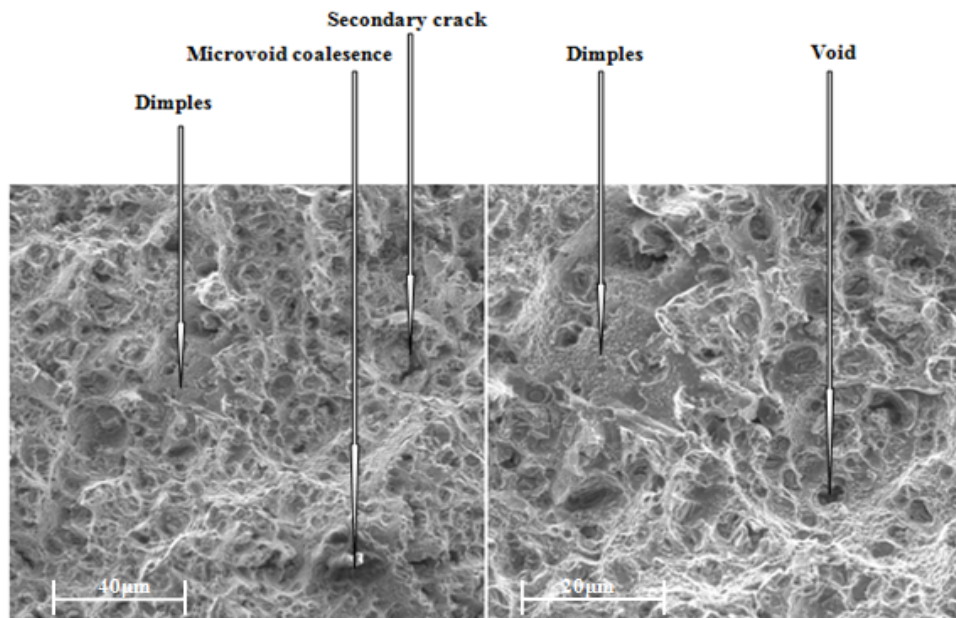 Secondary crack
Microvoid coalesence
Dimples
Void
Dimples
40µm
20µm